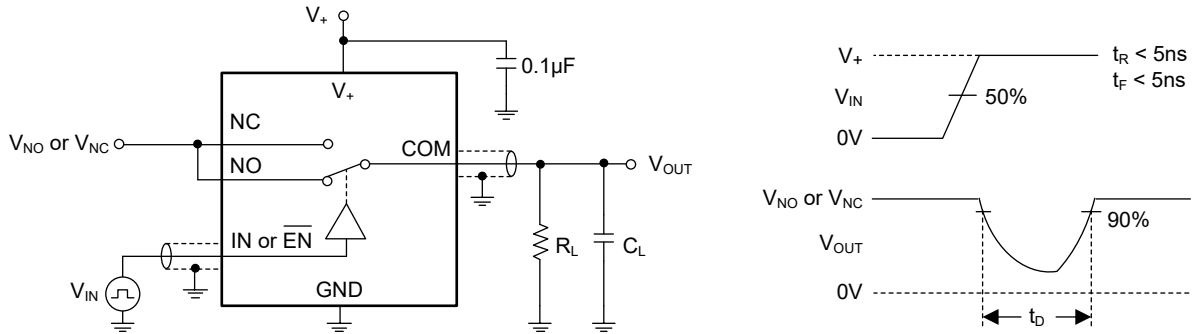 V+
0.1µF
V+
NC
VNO or VNC
NO
COM
VOUT
IN or E̅N̅
RL
CL
VIN
GND
V+
tR < 5ns
tF < 5ns
VIN
50%
0V
VNO or VNC
90%
VOUT
0V
tD